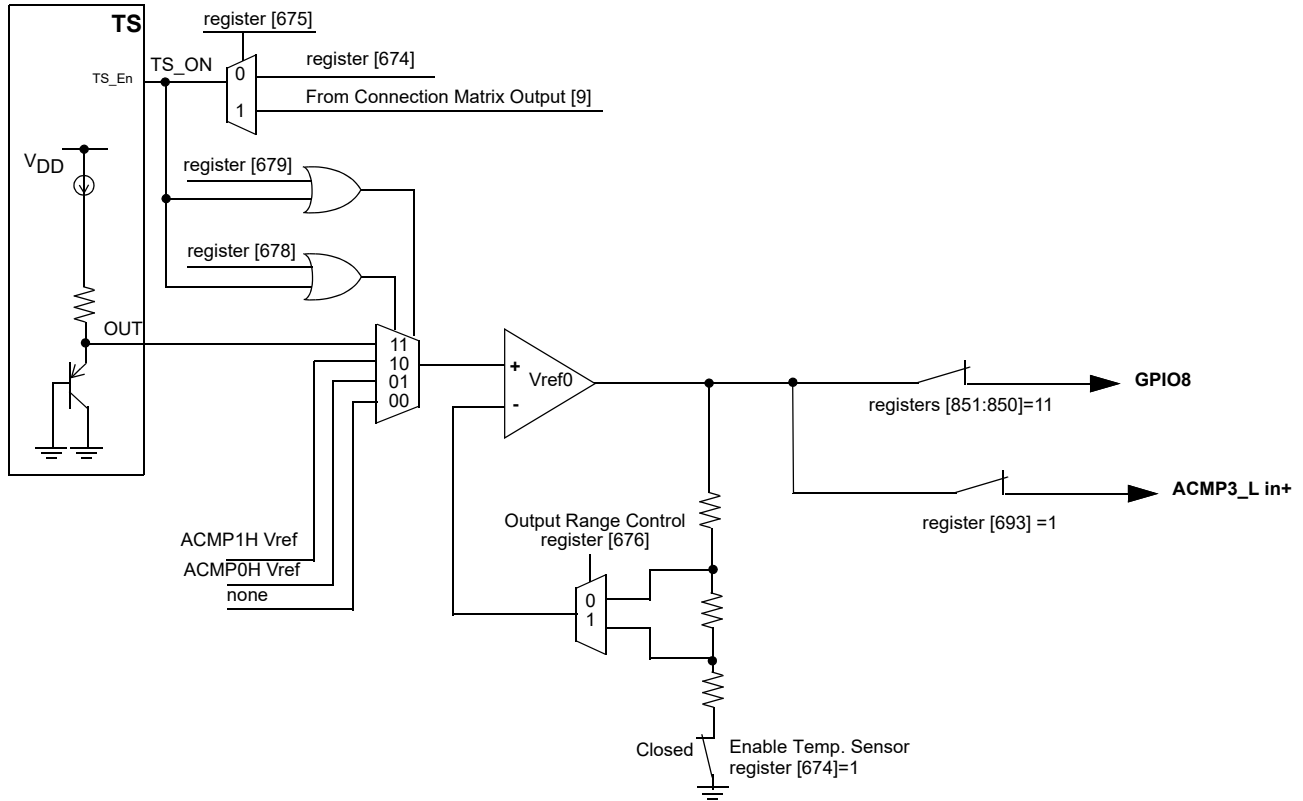 TS
register [675]
TS_En
TS_ON
0
1
register [674]
From Connection Matrix Output [9]
VDD
register [679]
register [678]
OUT
11
10
01
00
+
-
Vref0
GPIO8
registers [851:850]=11
ACMP3_L in+
register [693] =1
ACMP1H Vref
ACMP0H Vref
none
Output Range Control
register [676]
0
1
Closed
Enable Temp. Sensor
register [674]=1